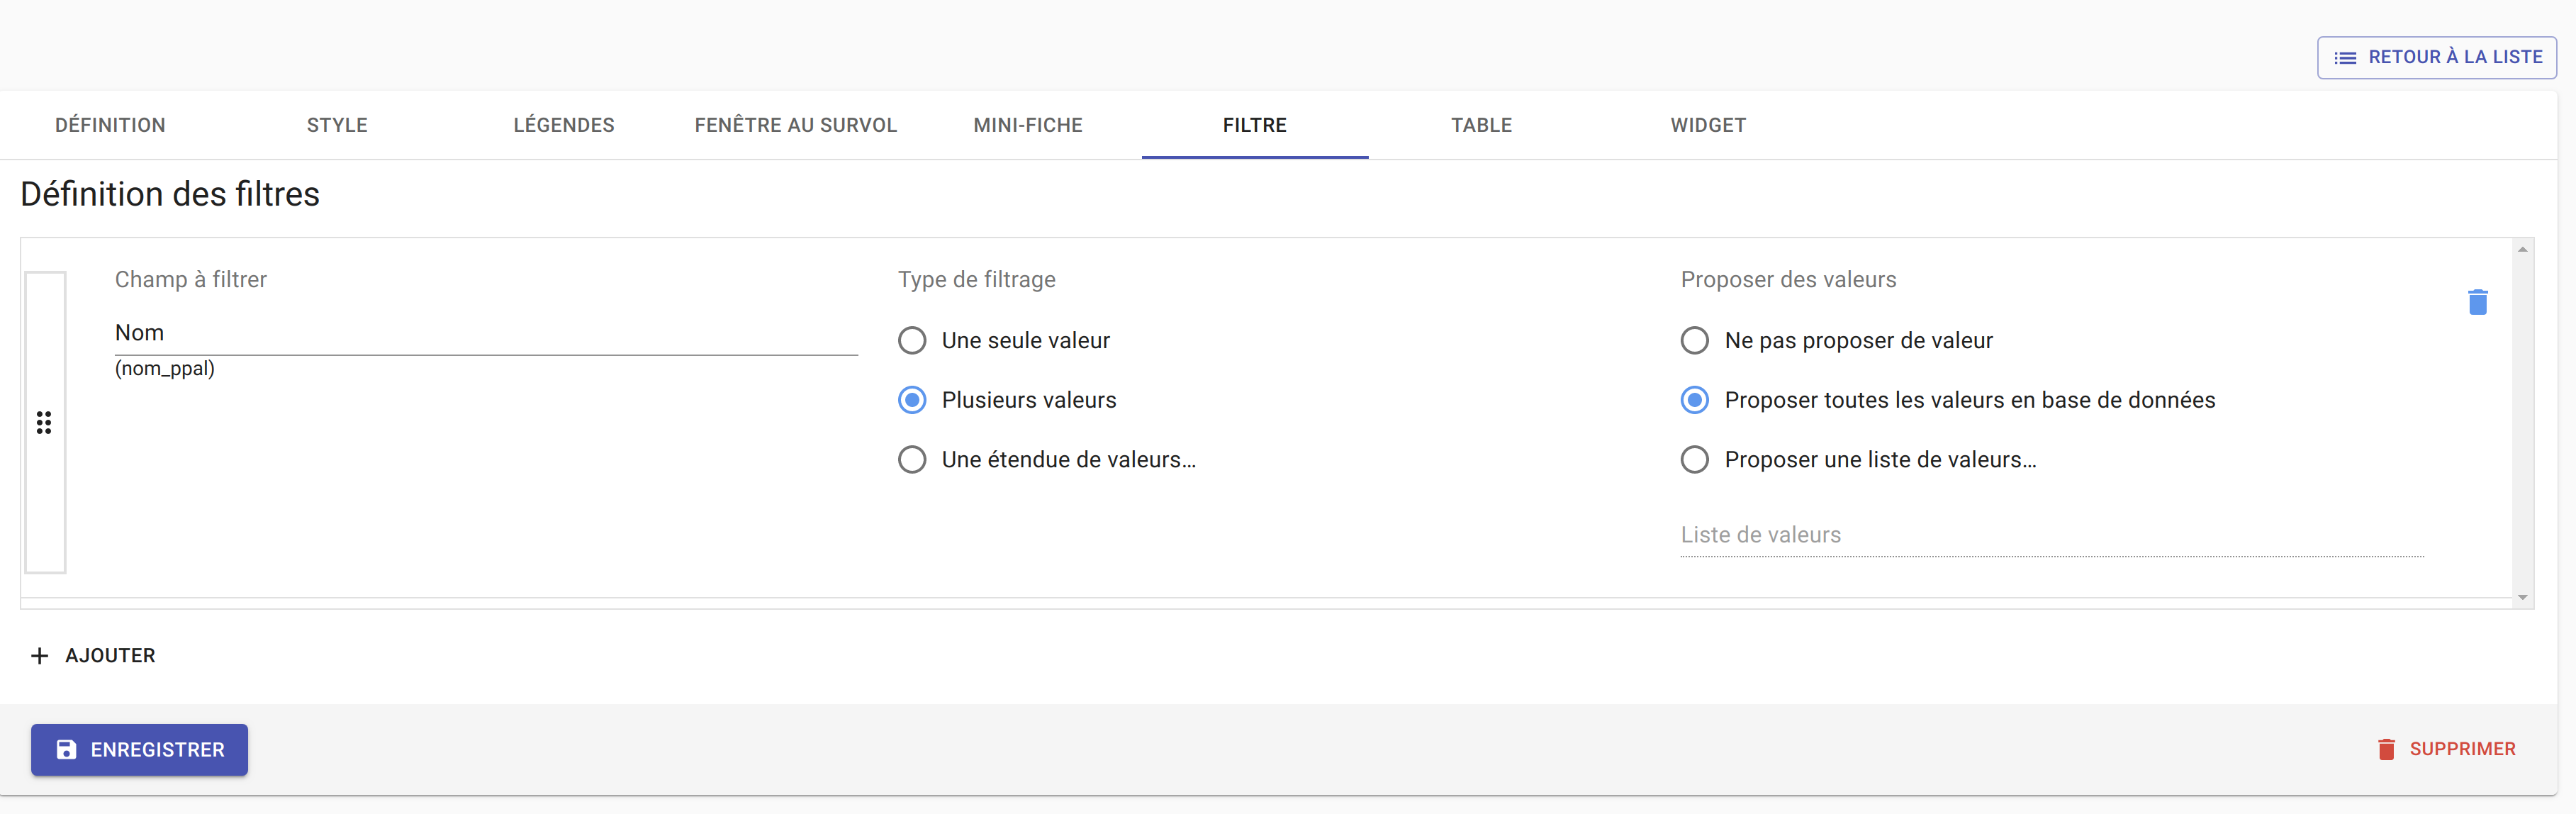 RETOUR À LA LISTE
DÉFINITION STYLE LÉGENDES FENÊTRE AU SURVOL MINI-FICHE FILTRE TABLE WIDGET
Définition des filtres
Champ à filtrer
Nom
(nom_ppal)
Type de filtrage
Une seule valeur
Plusieurs valeurs
Une étendue de valeurs...
Proposer des valeurs
Ne pas proposer de valeur
Proposer toutes les valeurs en base de données
Proposer une liste de valeurs...
Liste de valeurs
AJOUTER
ENREGISTRER
SUPPRIMER